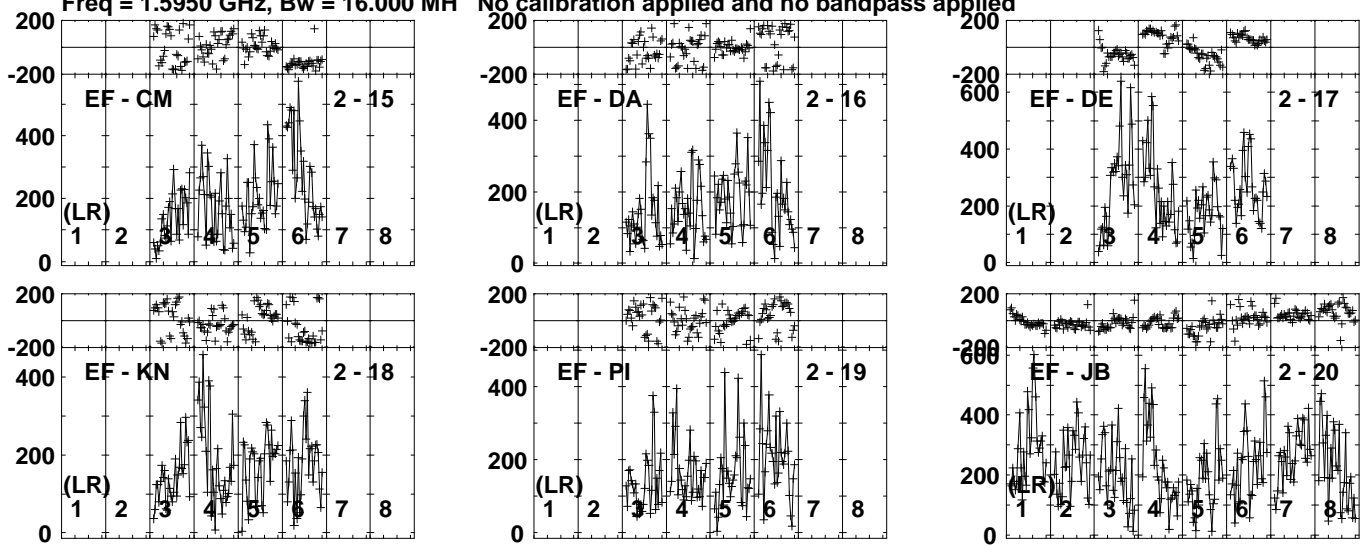 Freq = 1.5950 GHz, Bw = 16.000 MH No calibration applied and no bandpass applied
200 200 200
-200 -200 -200
EF - CM 2 - 15 EF - DA 2 - 16 600 EF - DE 2 - 17
400 400 400
200 200 200
(LR) (LR) (LR)
1 2 3 4 5 6 7 8 1 2 3 4 5 6 7 8 1 2 3 4 5 6 7 8
0 0 0
200 200 200
-200 -200 -200
600
EF - KN 2 - 18 EF - PI 2 - 19 EF - JB 2 - 20
400 400 400
200 200 200
(LR) (LR) (LR)
1 2 3 4 5 6 7 8 1 2 3 4 5 6 7 8 1 2 3 4 5 6 7 8
0 0 0